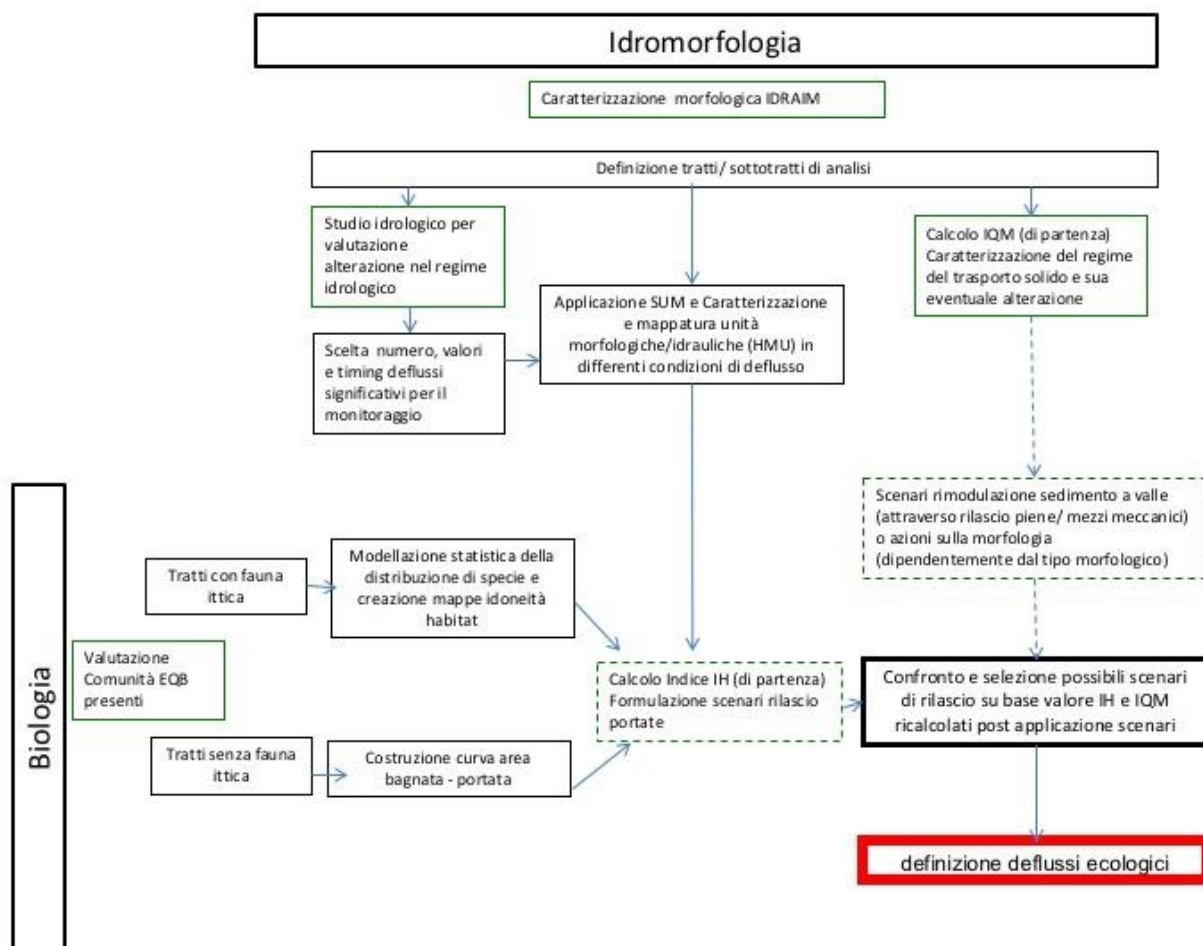 Idromorfologia
Caratterizzazione morfologica IDRAIM
Definizione tratti/ sottotratti di analisi
Studio idrologico per
valutazione
alterazione nel regime
idrologico
Calcolo IQM (di partenza)
Caratterizzazione del regime
del trasporto solido e sua
eventuale alterazione
Applicazione SUM e Caratterizzazione
e mappatura unità
morfologiche/idrauliche (HMU) in
differenti condizioni di deflusso
Scelta numero, valori
e timing deflussi
significativi per il
monitoraggio
Scenari rimodulazione sedimento a valle
(attraverso rilascio piene/ mezzi meccanici)
o azioni sulla morfologia
(dipendentemente dal tipo morfologico)
Biologia
Tratti con fauna
ittica
Modellazione statistica della
distribuzione di specie e
creazione mappe idoneità
habitat
Valutazione
Comunità EQB
presenti
Calcolo Indice IH (di partenza)
Formulazione scenari rilascio
portate
Confronto e selezione possibili scenari
di rilascio su base valore IH e IQM
ricalcolati post applicazione scenari
Tratti senza fauna
ittica
Costruzione curva area
bagnata - portata
definizione deflussi ecologici